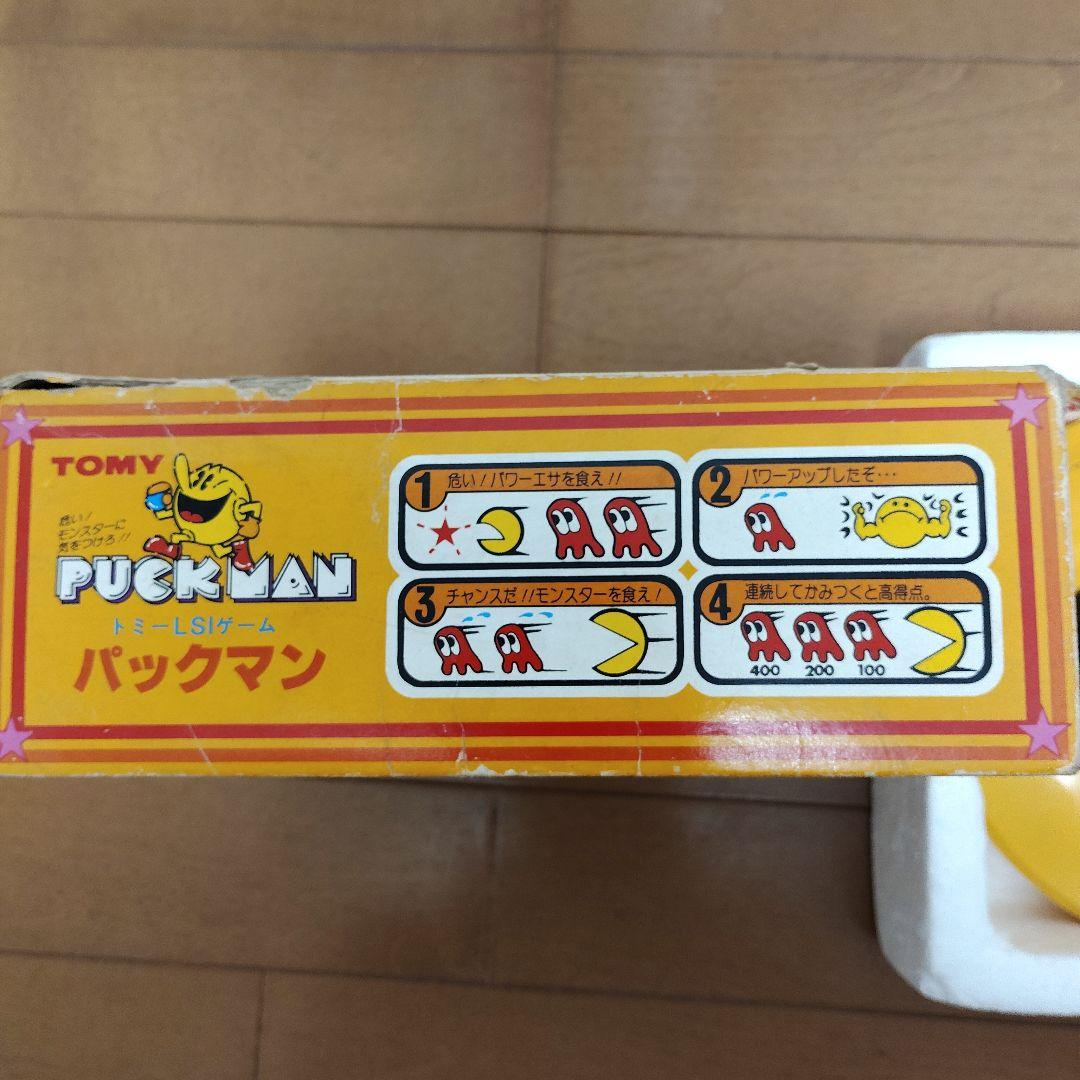 TOMY
危い!
モンスターに
気をつけろ!!
PUCKMAN
トミーLSIゲーム
パックマン
1 危い!パワーエサを食え!!
2 パワーアップしたぞ…
3 チャンスだ!!モンスターを食え!
4 連続してかみつくと高得点。
400 200 100